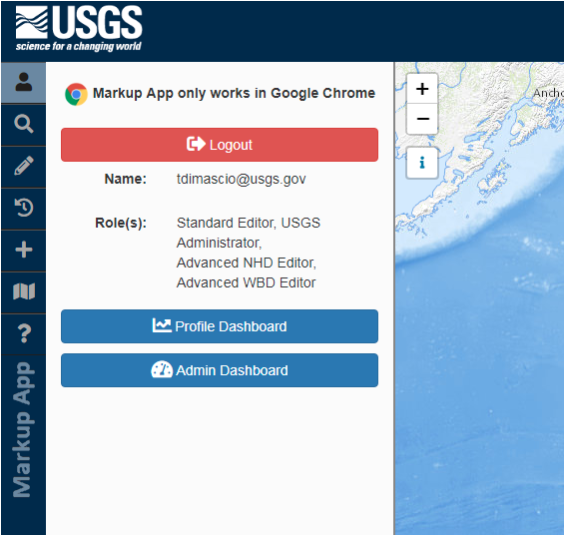 USGS
science for a changing world
Markup App only works in Google Chrome
Logout
Name: tdimascio@usgs.gov
Role(s): Standard Editor, USGS
Administrator,
Advanced NHD Editor,
Advanced WBD Editor
Profile Dashboard
Admin Dashboard
Markup App
+
−
i
Ancho